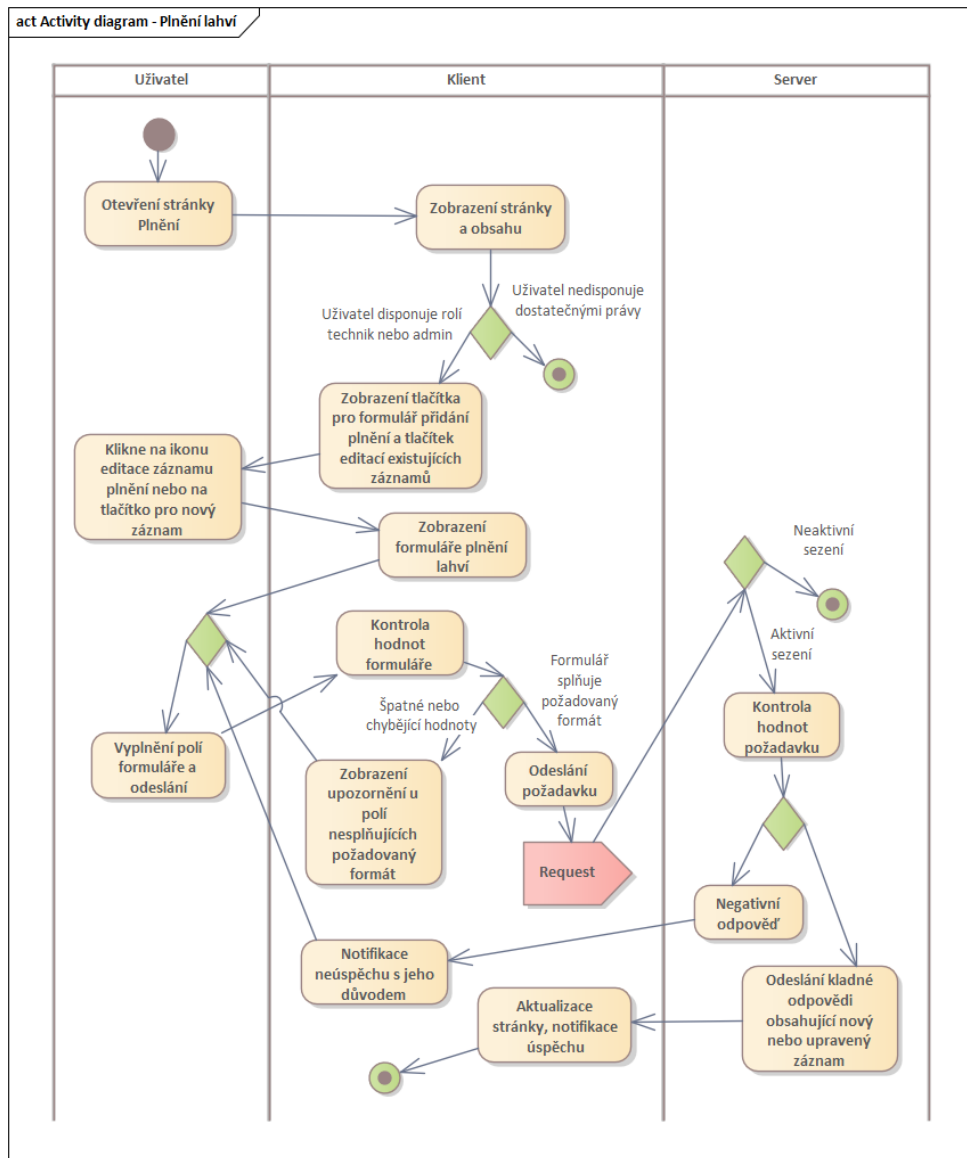 act Activity diagram - Plnění lahví
Uživatel
Klient
Server
Otevření stránky
Plnění
Zobrazení stránky
a obsahu
Uživatel nedisponuje
dostatečnými právy
Uživatel disponuje rolí
technik nebo admin
Zobrazení tlačítka
pro formulář přidání
plnění a tlačítek
editací existujících
záznamů
Klikne na ikonu
editace záznamu
plnění nebo na
tlačítko pro nový
záznam
Zobrazení
formuláře plnění
lahví
Neaktivní
sezení
Aktivní
sezení
Kontrola
hodnot
formuláře
Formulář
splňuje
požadovaný
formát
Špatné nebo
chybějící hodnoty
Kontrola
hodnot
požadavku
Vyplnění polí
formuláře a
odeslání
Zobrazení
upozornění u
polí
nesplňujících
požadovaný
formát
Odeslání
požadavku
Request
Negativní
odpověď
Notifikace
neúspěchu s jeho
důvodem
Odeslání kladné
odpovědi
obsahující nový
nebo upravený
záznam
Aktualizace
stránky, notifikace
úspěchu